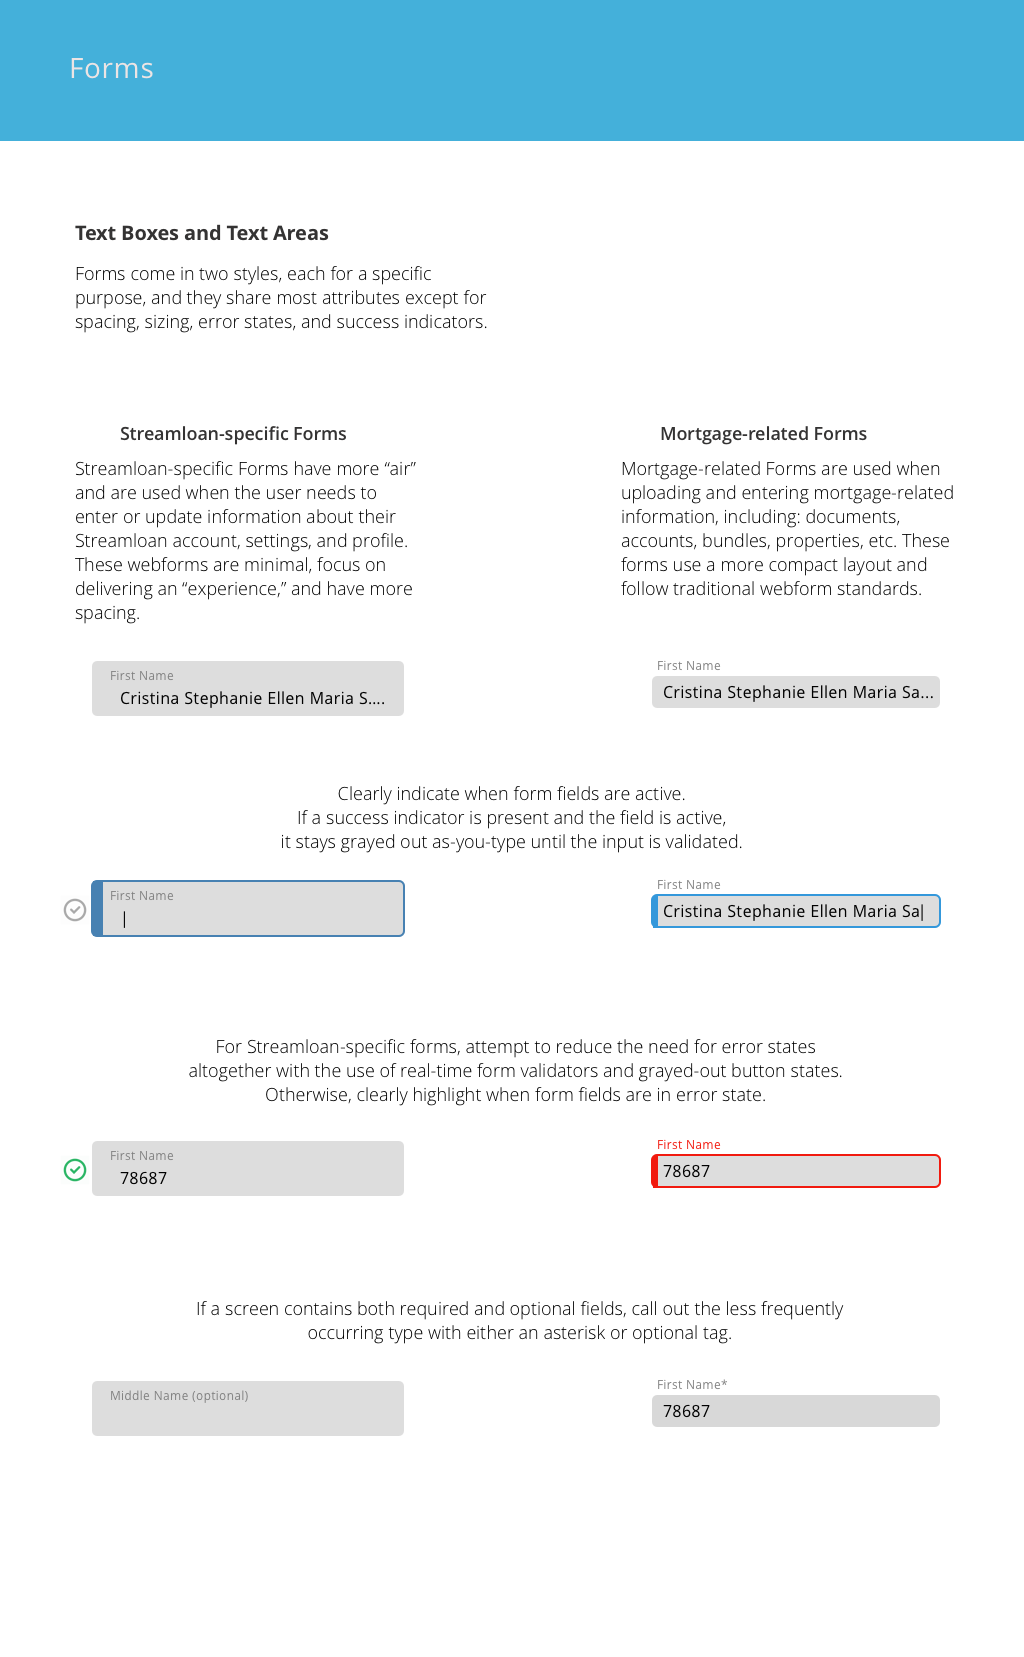 Forms
Text Boxes and Text Areas
Forms come in two styles, each for a specific
purpose, and they share most attributes except for
spacing, sizing, error states, and success indicators.
Streamloan-specific Forms
Streamloan-specific Forms have more “air”
and are used when the user needs to
enter or update information about their
Streamloan account, settings, and profile.
These webforms are minimal, focus on
delivering an “experience,” and have more
spacing.
Mortgage-related Forms
Mortgage-related Forms are used when
uploading and entering mortgage-related
information, including: documents,
accounts, bundles, properties, etc. These
forms use a more compact layout and
follow traditional webform standards.
First Name
Cristina Stephanie Ellen Maria S....
First Name
Cristina Stephanie Ellen Maria Sa...
Clearly indicate when form fields are active.
If a success indicator is present and the field is active,
it stays grayed out as-you-type until the input is validated.
First Name
First Name
Cristina Stephanie Ellen Maria Sa
For Streamloan-specific forms, attempt to reduce the need for error states
altogether with the use of real-time form validators and grayed-out button states.
Otherwise, clearly highlight when form fields are in error state.
First Name
78687
First Name
78687
If a screen contains both required and optional fields, call out the less frequently
occurring type with either an asterisk or optional tag.
Middle Name (optional)
First Name*
78687